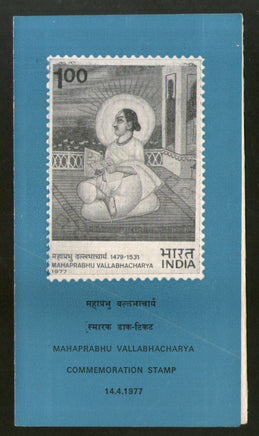 1.00
महाप्रभु वल्लभाचार्य 1479-1531
MAHAPRABHU VALLABHACHARYA
1977
भारत
INDIA
महाप्रभु वल्लभाचार्य
स्मारक डाक-टिकट
MAHAPRABHU VALLABHACHARYA
COMMEMORATION STAMP
14.4.1977